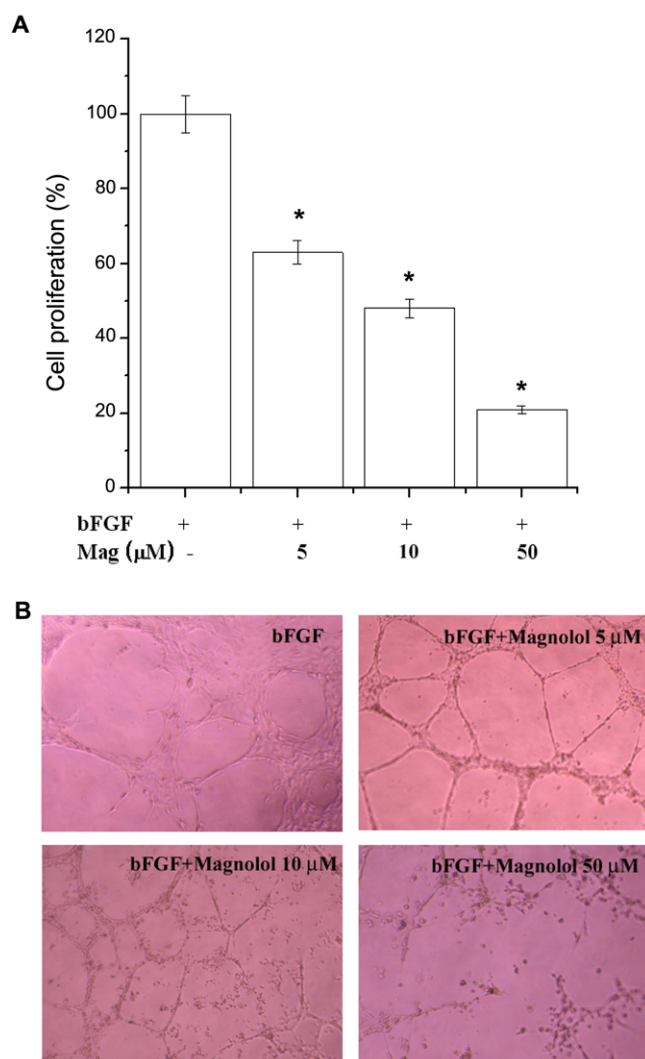 A
120
100
80
60
40
20
0
Cell proliferation (%)
*
*
*
bFGF + + + +
Mag (μM) - 5 10 50
B
bFGF
bFGF+Magnolol 5 μM
bFGF+Magnolol 10 μM
bFGF+Magnolol 50 μM